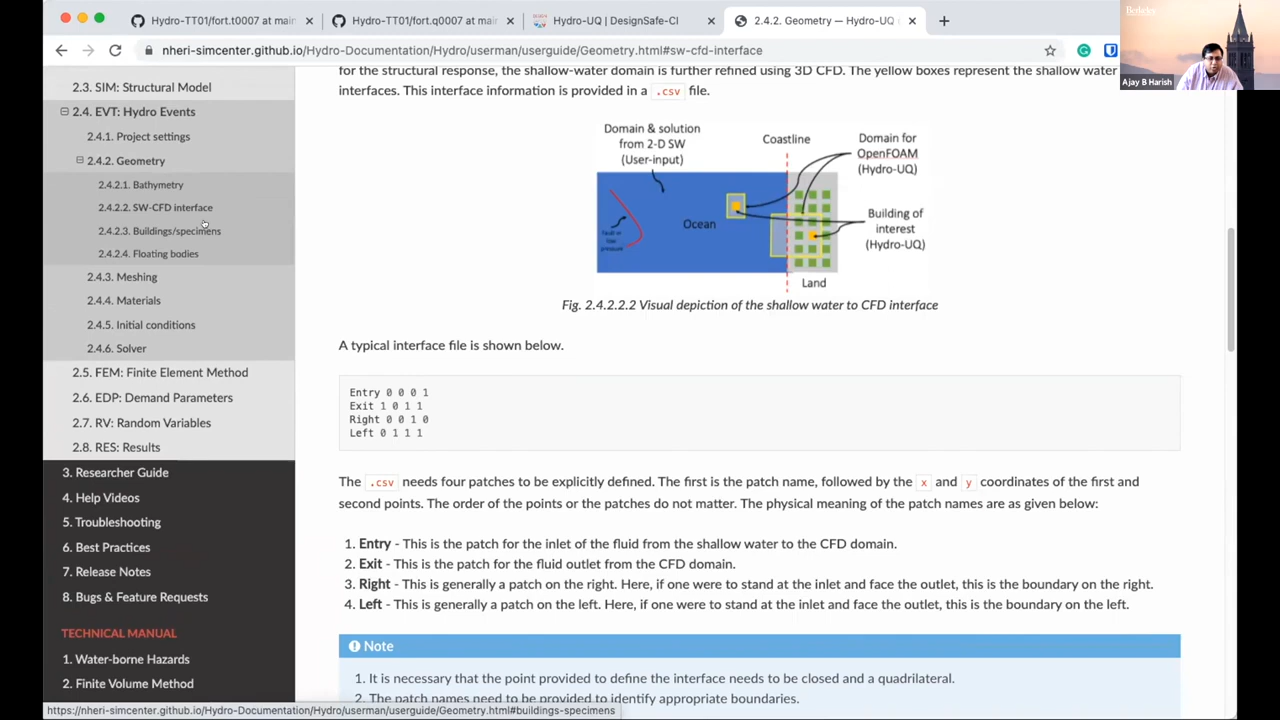 Hydro-TT01/fort.t0007 at main
Hydro-TT01/fort.q0007 at main
Hydro-UQ | DesignSafe-CI
2.4.2. Geometry — Hydro-UQ
nheri-simcenter.github.io/Hydro-Documentation/Hydro/userman/userguide/Geometry.html#sw-cfd-interface
Berkeley
Ajay B Harish
2.3. SIM: Structural Model
2.4. EVT: Hydro Events
2.4.1. Project settings
2.4.2. Geometry
2.4.2.1. Bathymetry
2.4.2.2. SW-CFD interface
2.4.2.3. Buildings/specimens
2.4.2.4. Floating bodies
2.4.3. Meshing
2.4.4. Materials
2.4.5. Initial conditions
2.4.6. Solver
2.5. FEM: Finite Element Method
2.6. EDP: Demand Parameters
2.7. RV: Random Variables
2.8. RES: Results
3. Researcher Guide
4. Help Videos
5. Troubleshooting
6. Best Practices
7. Release Notes
8. Bugs & Feature Requests
TECHNICAL MANUAL
1. Water-borne Hazards
2. Finite Volume Method
for the structural response, the shallow-water domain is further refined using 3D CFD. The yellow boxes represent the shallow water
interfaces. This interface information is provided in a .csv file.
Domain & solution
from 2-D SW
(User-input)
Coastline
Domain for
OpenFOAM
(Hydro-UQ)
Ocean
Building of
interest
(Hydro-UQ)
Land
Fig. 2.4.2.2.2 Visual depiction of the shallow water to CFD interface
A typical interface file is shown below.
Entry 0 0 0 1
Exit 1 0 1 1
Right 0 0 1 0
Left 0 1 1 1
The .csv needs four patches to be explicitly defined. The first is the patch name, followed by the x and y coordinates of the first and
second points. The order of the points or the patches do not matter. The physical meaning of the patch names are as given below:
1. Entry - This is the patch for the inlet of the fluid from the shallow water to the CFD domain.
2. Exit - This is the patch for the fluid outlet from the CFD domain.
3. Right - This is generally a patch on the right. Here, if one were to stand at the inlet and face the outlet, this is the boundary on the right.
4. Left - This is generally a patch on the left. Here, if one were to stand at the inlet and face the outlet, this is the boundary on the left.
Note
1. It is necessary that the point provided to define the interface needs to be closed and a quadrilateral.
2. The patch names need to be provided to identify appropriate boundaries.
https://nheri-simcenter.github.io/Hydro-Documentation/Hydro/userman/userguide/Geometry.html#buildings-specimens